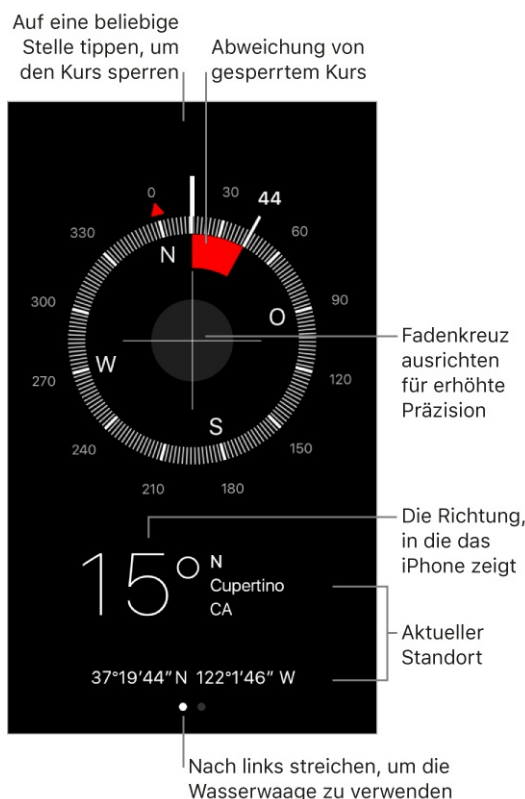 Auf eine beliebige
Stelle tippen, um
den Kurs sperren
Abweichung von
gesperrtem Kurs
0
30
44
60
90
120
150
180
210
240
270
300
330
N
O
S
W
Fadenkreuz
ausrichten
für erhöhte
Präzision
Die Richtung,
in die das
iPhone zeigt
15°
N
Cupertino
CA
Aktueller
Standort
37°19′44″ N 122°1′46″ W
Nach links streichen, um die
Wasserwaage zu verwenden